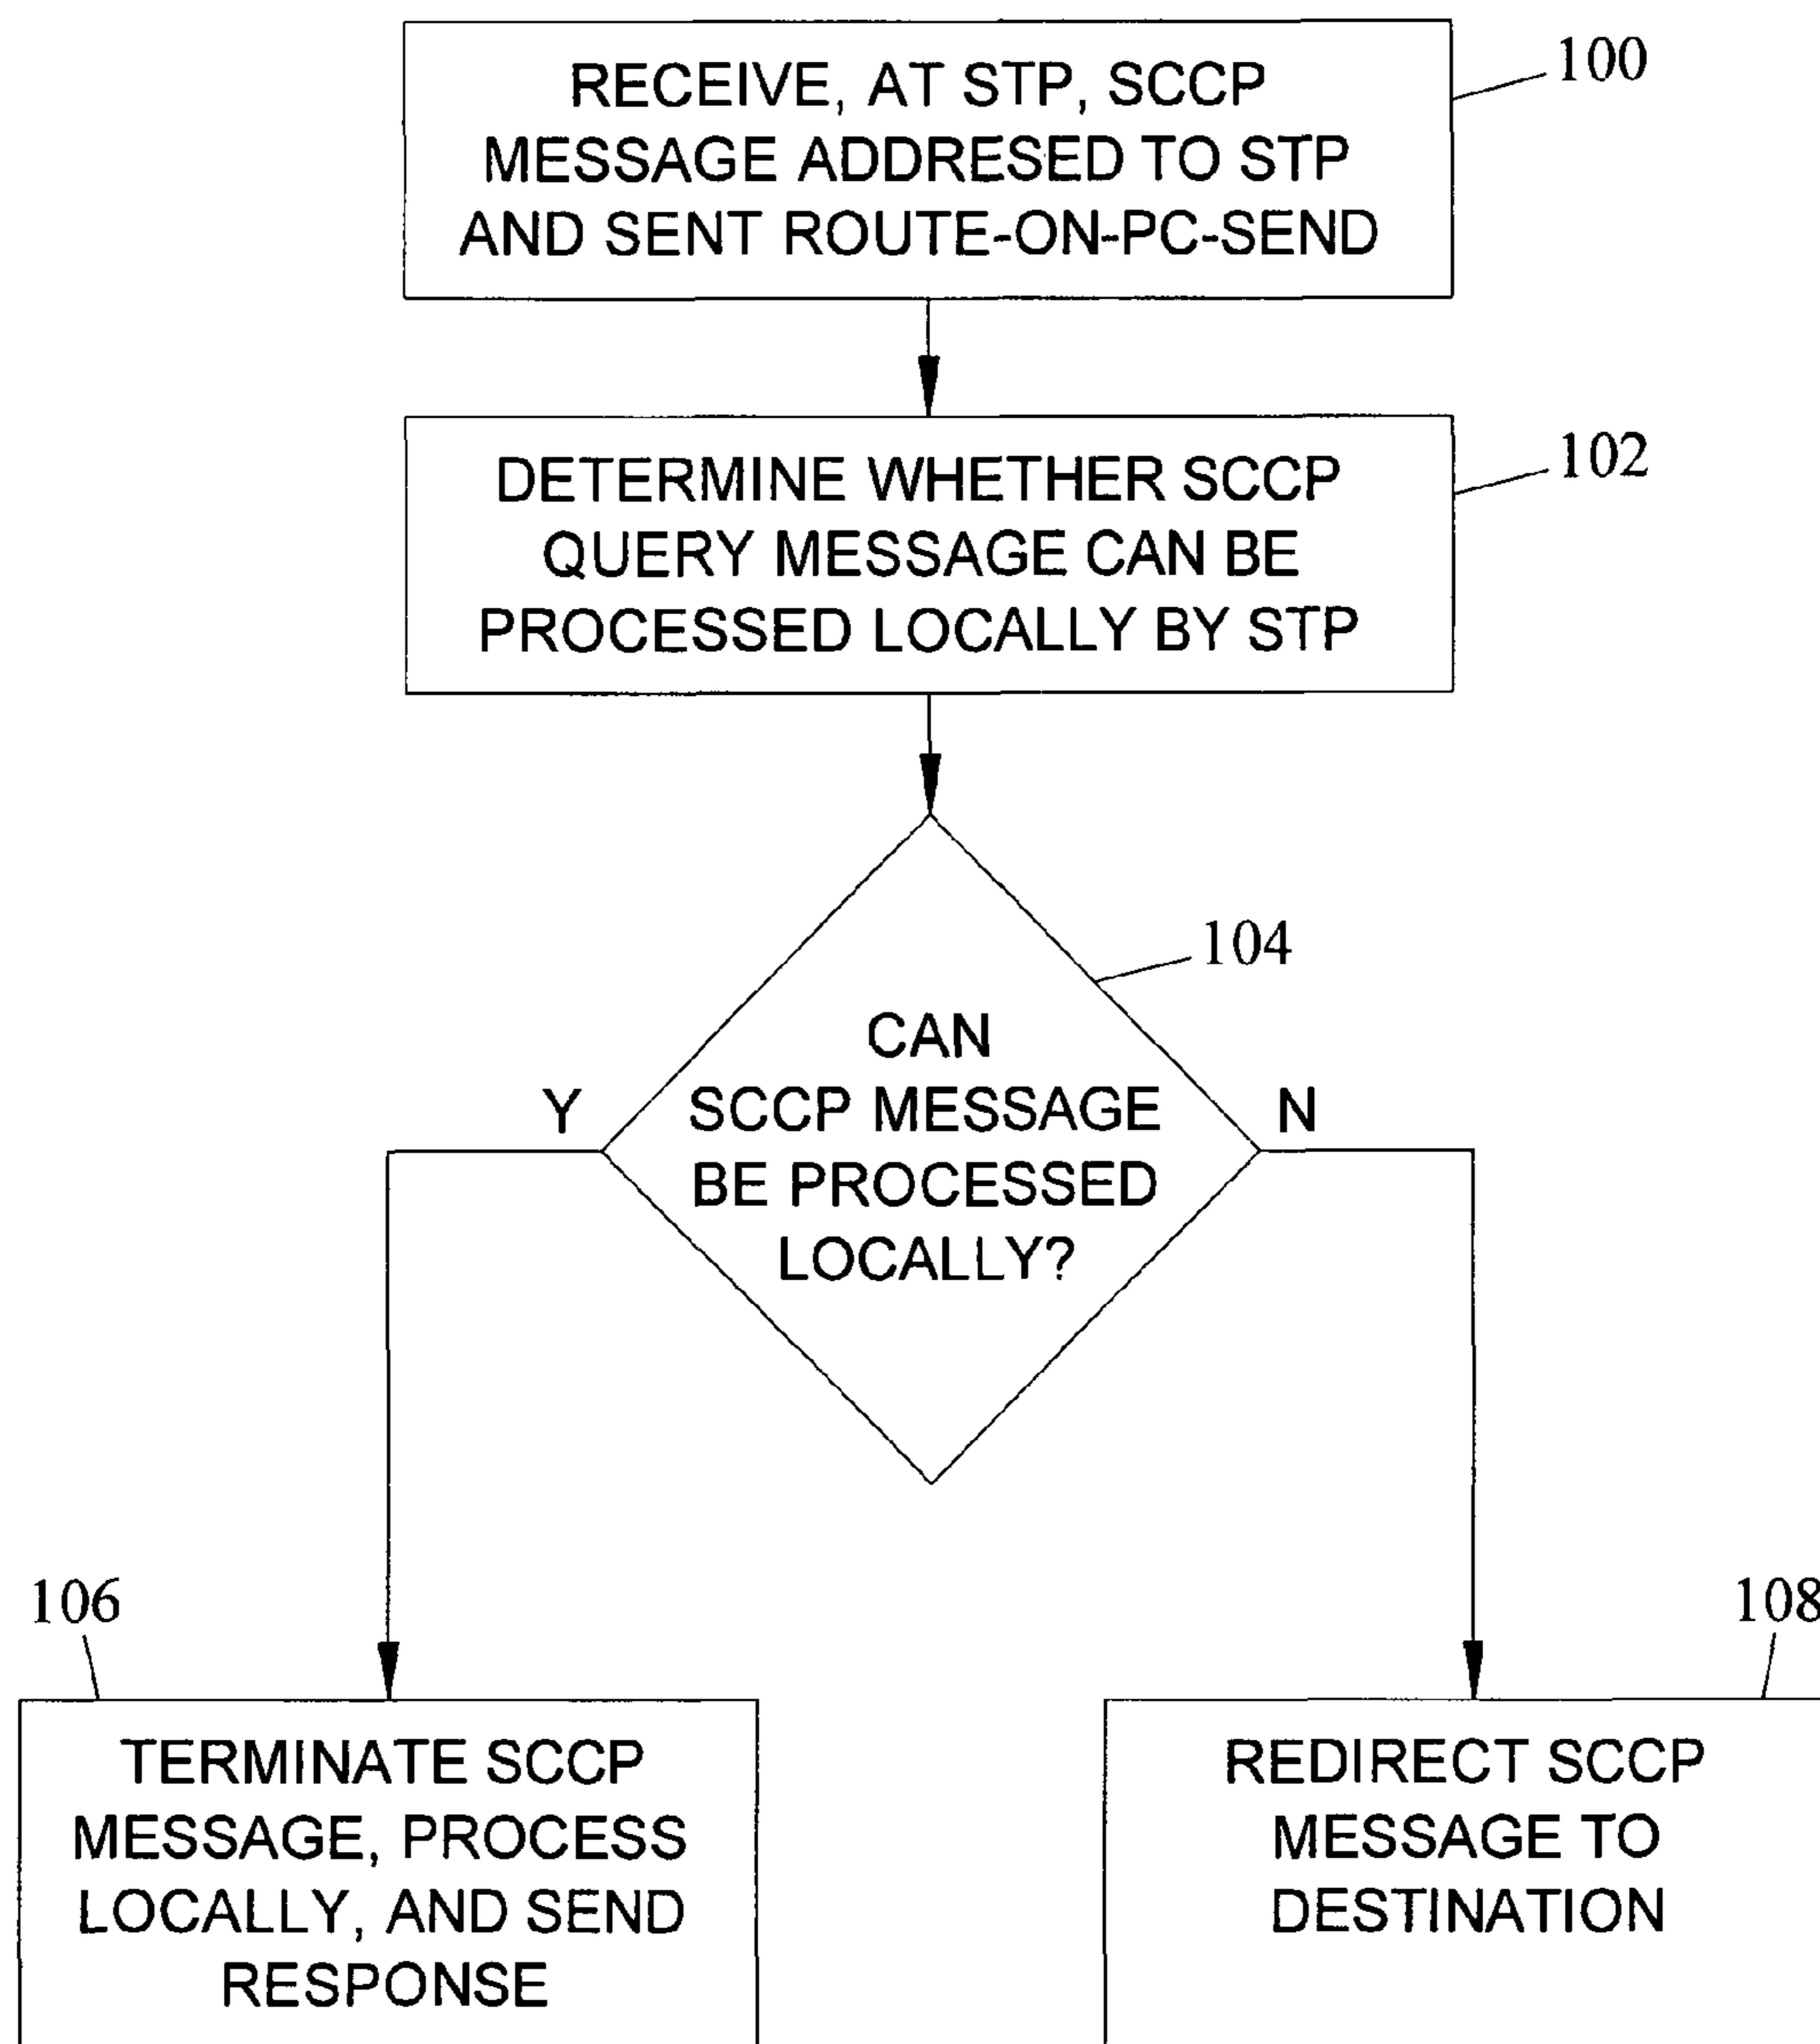 RECEIVE, AT STP, SCCP
MESSAGE ADDRESED TO STP
AND SENT ROUTE-ON-PC-SEND
100
DETERMINE WHETHER SCCP
QUERY MESSAGE CAN BE
PROCESSED LOCALLY BY STP
102
104
CAN
SCCP MESSAGE
BE PROCESSED
LOCALLY?
Y
N
106
TERMINATE SCCP
MESSAGE, PROCESS
LOCALLY, AND SEND
RESPONSE
108
REDIRECT SCCP
MESSAGE TO
DESTINATION